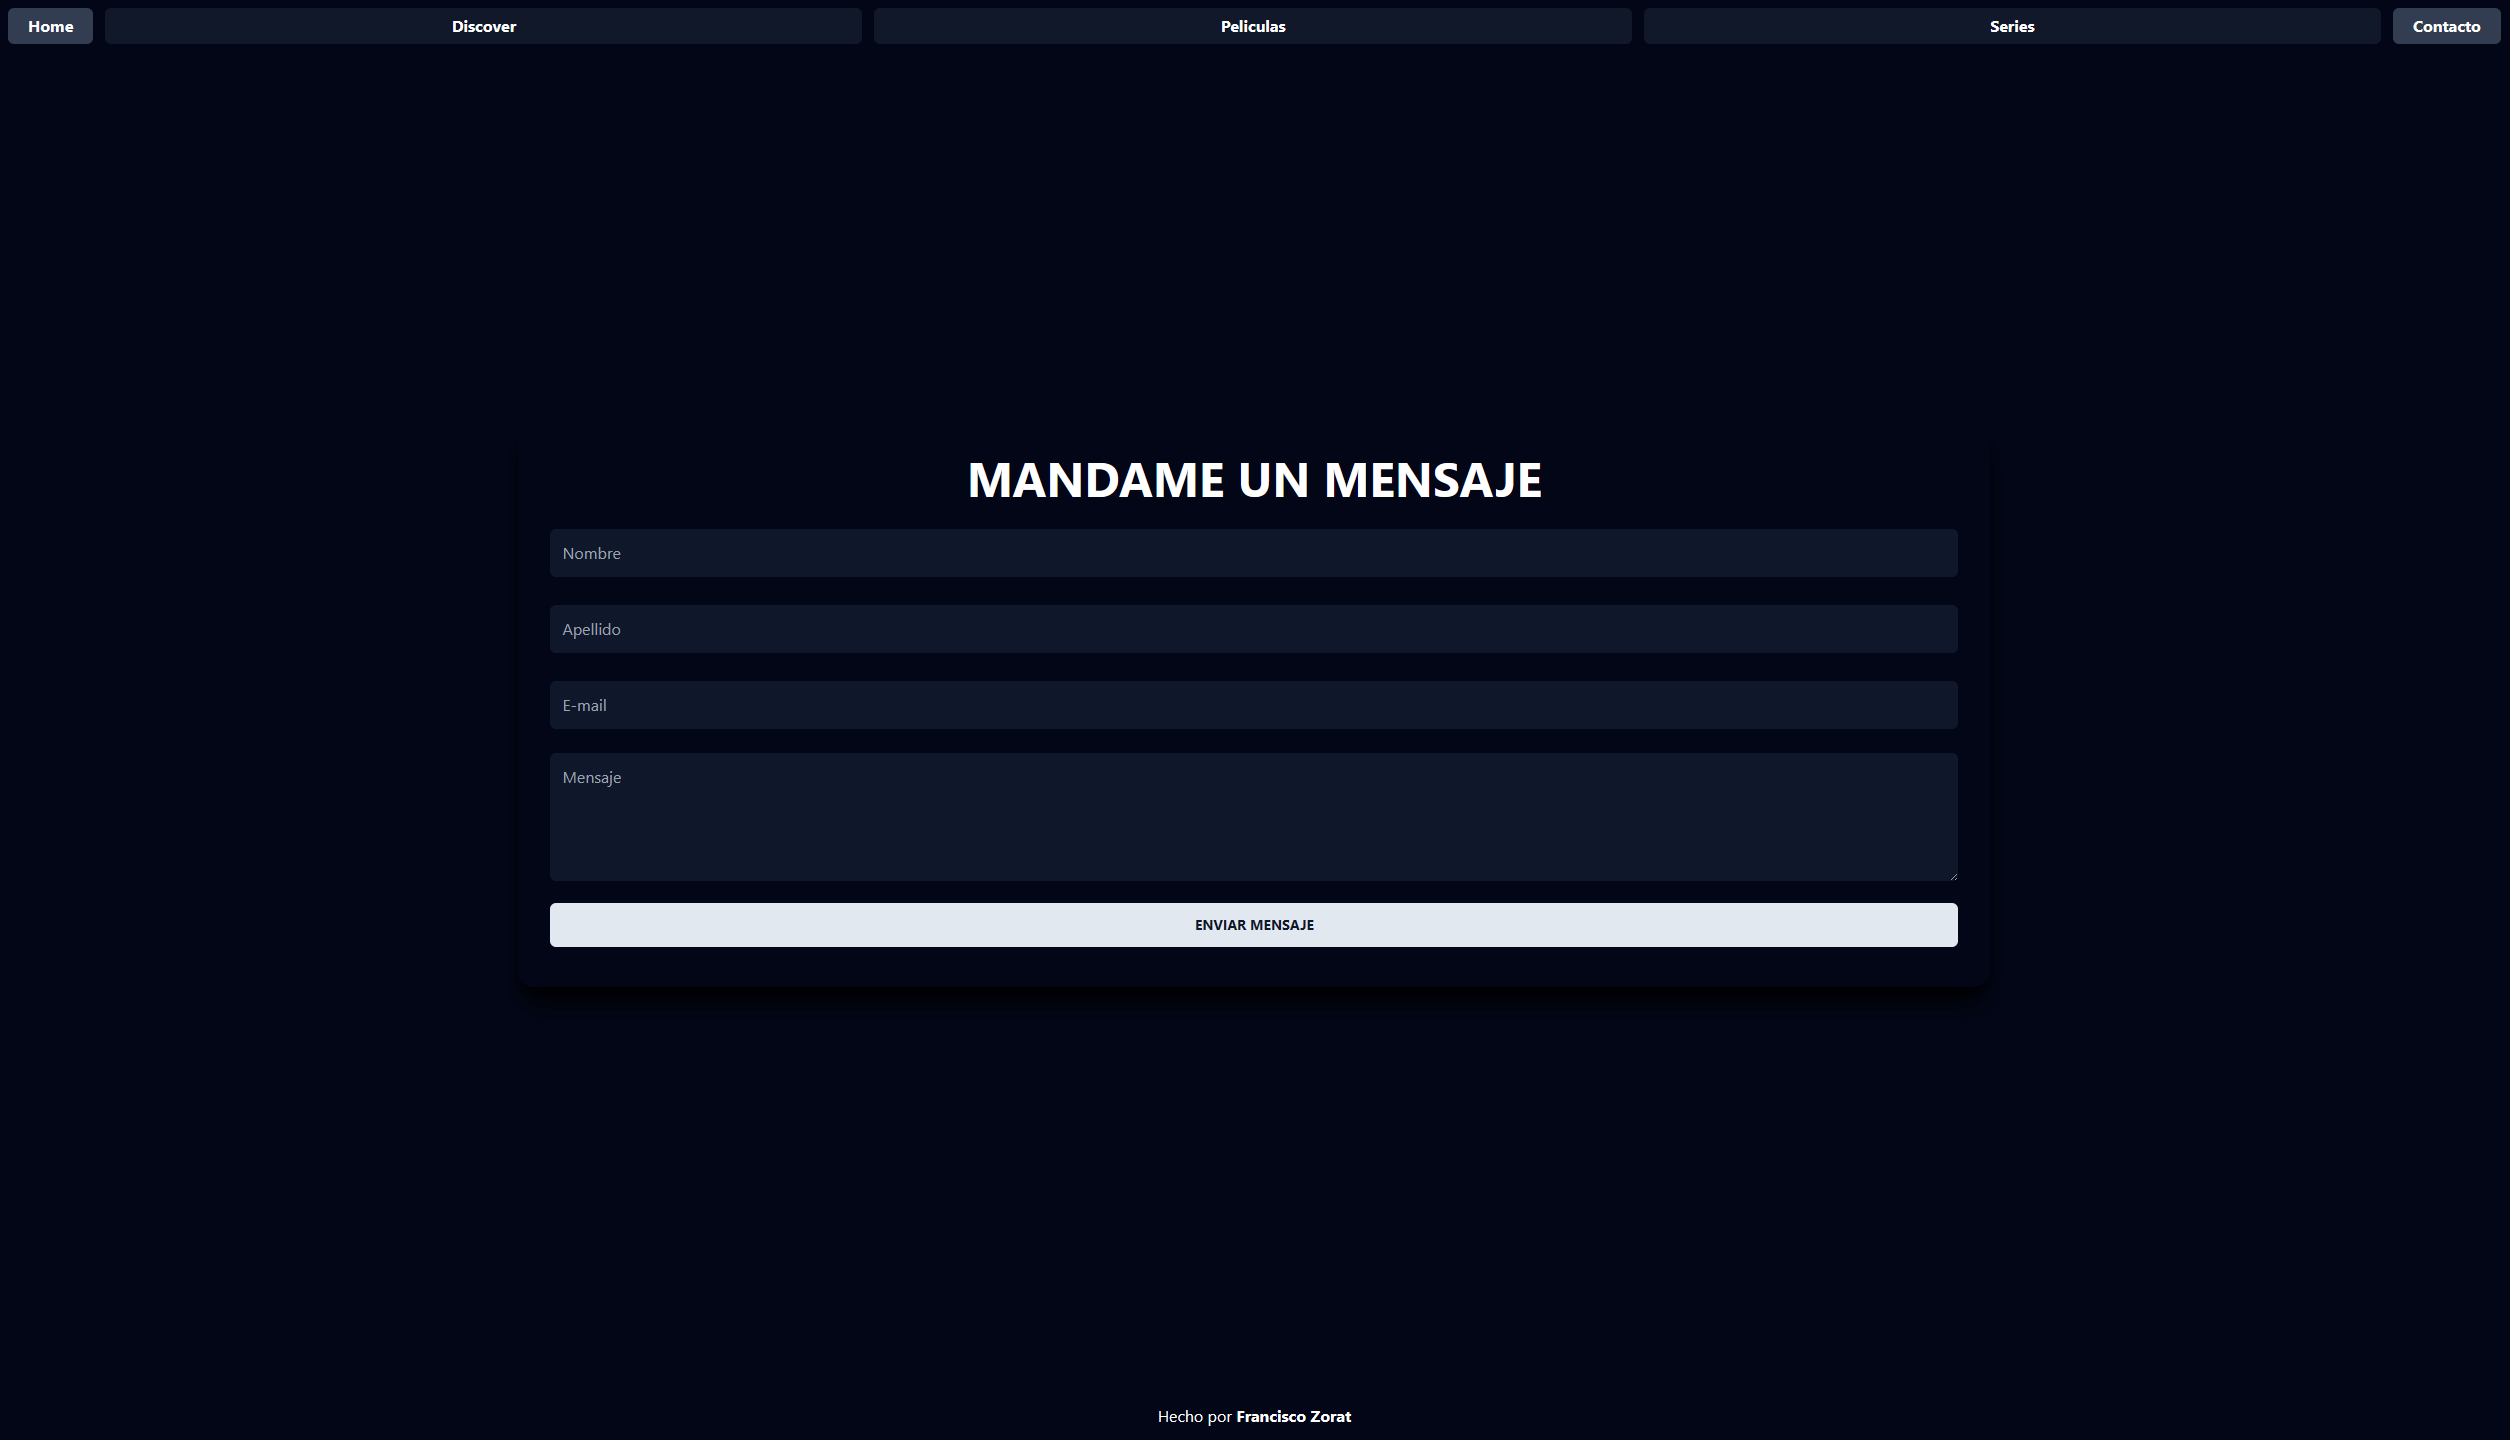 Home Discover Peliculas Series Contacto
MANDAME UN MENSAJE
Nombre
Apellido
E-mail
Mensaje
ENVIAR MENSAJE
Hecho por Francisco Zorat